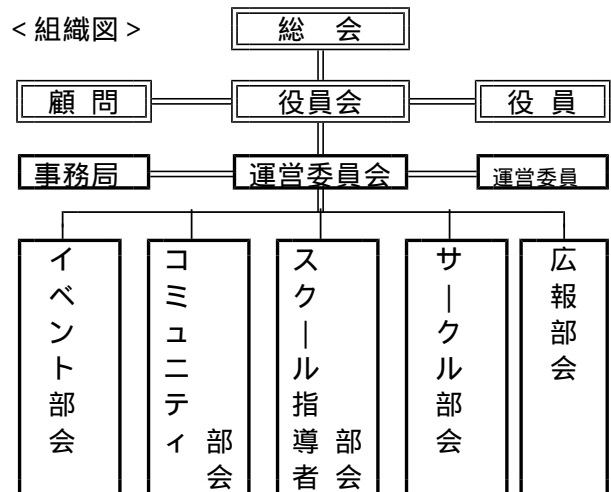 <組織図>
総 会
顧 問
役員会
役 員
事務局
運営委員会
運営委員
イベント部会
コミュニティ部会
スクール指導者部会
サークル部会
広報部会